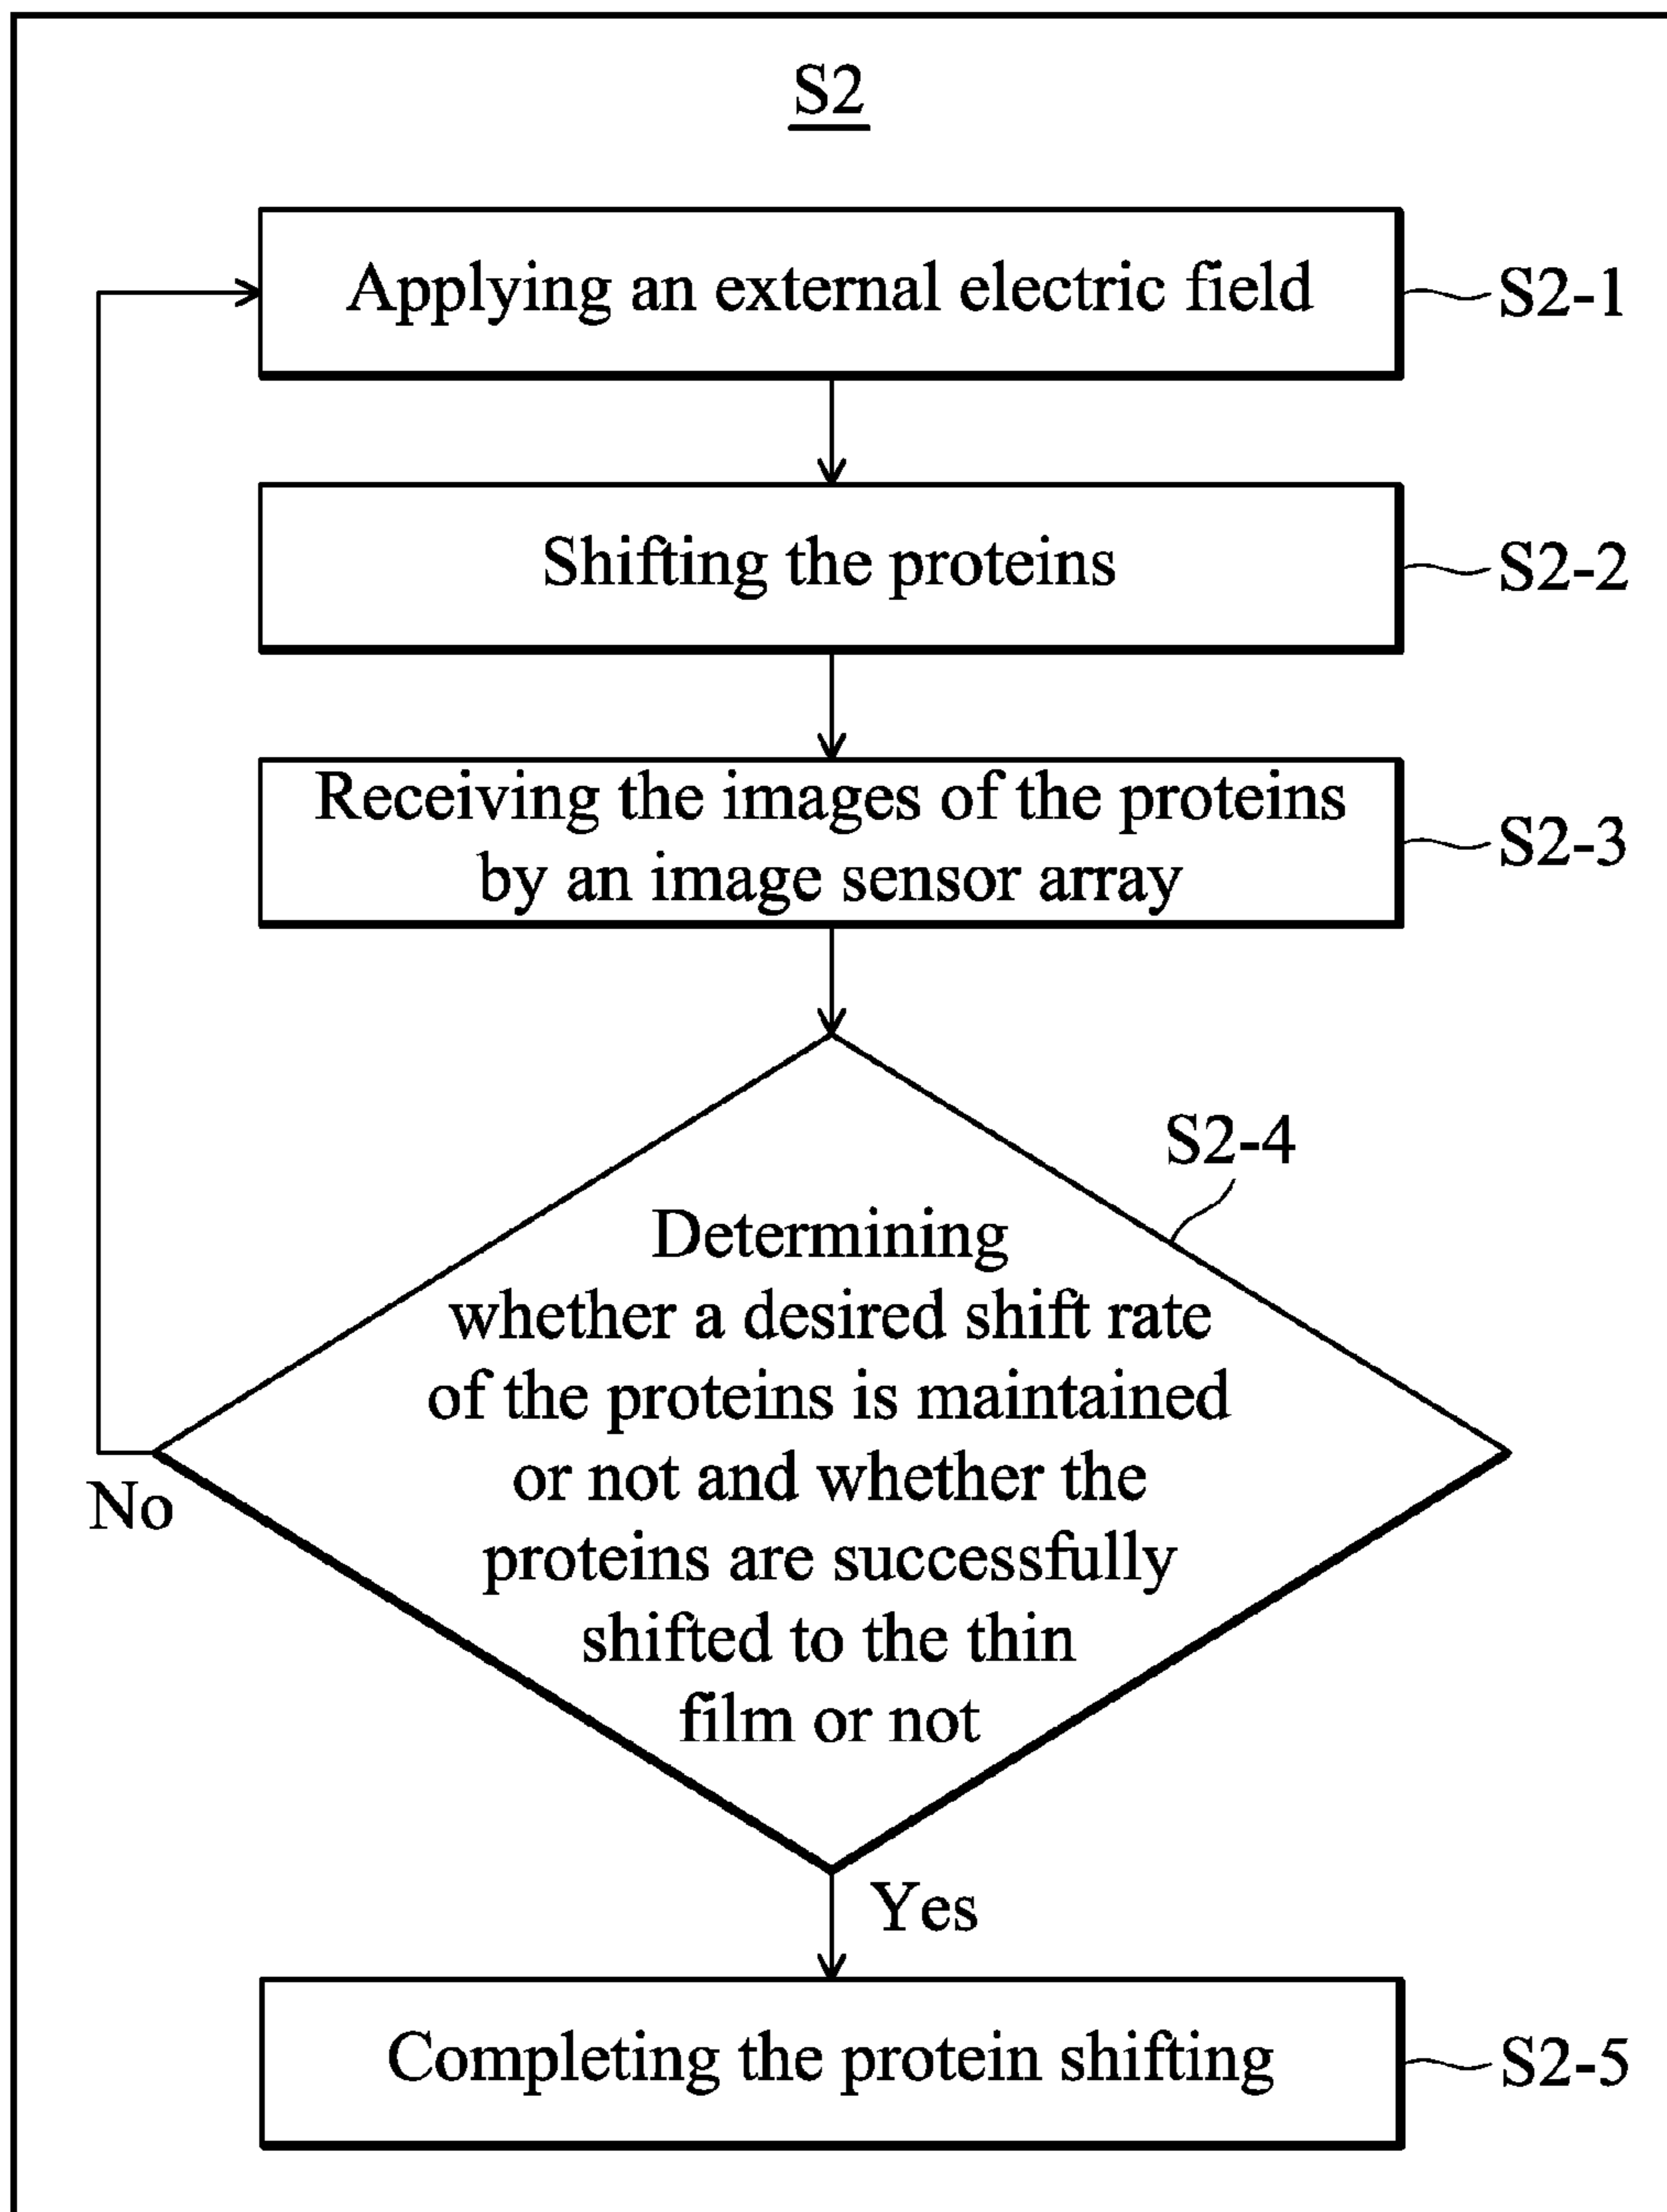 S2
Applying an external electric field
S2-1
Shifting the proteins
S2-2
Receiving the images of the proteins
by an image sensor array
S2-3
S2-4
Determining
whether a desired shift rate
of the proteins is maintained
or not and whether the
proteins are successfully
shifted to the thin
film or not
No
Yes
Completing the protein shifting
S2-5